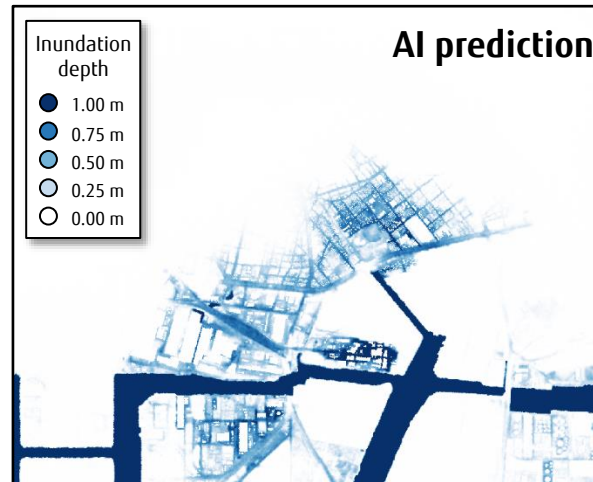 AI prediction
Inundation
depth
1.00 m
0.75 m
0.50 m
0.25 m
0.00 m